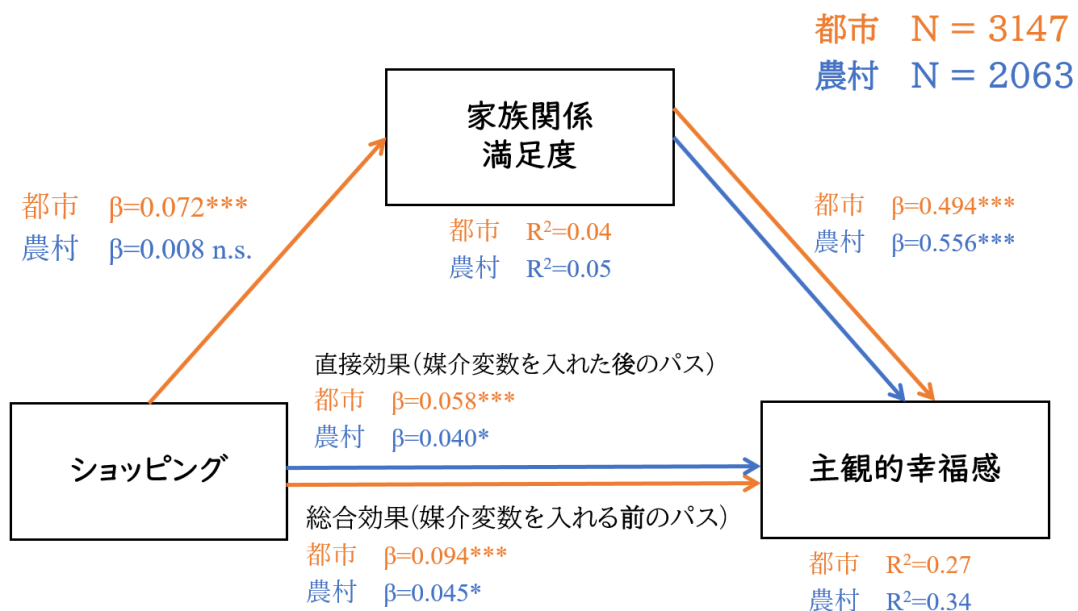 都市 N = 3147
農村 N = 2063
家族関係
満足度
都市 β=0.072***
農村 β=0.008 n.s.
都市 R²=0.04
農村 R²=0.05
都市 β=0.494***
農村 β=0.556***
直接効果(媒介変数を入れた後のパス)
都市 β=0.058***
農村 β=0.040*
ショッピング
主観的幸福感
総合効果(媒介変数を入れる前のパス)
都市 β=0.094***
農村 β=0.045*
都市 R²=0.27
農村 R²=0.34